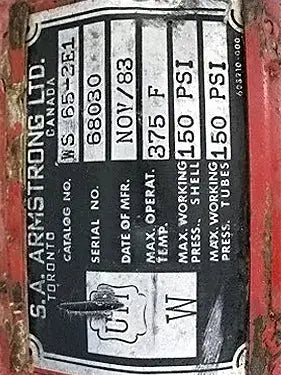 S.A. ARMSTRONG LTD.
TORONTO CANADA
CATALOG NO. WS 65-2E1
SERIAL NO. 68030
DATE OF MFR. NOV/83
MAX. OPERAT. TEMP. 375 F
MAX. WORKING PRESS. SHELL 150 PSI
MAX. WORKING PRESS. TUBES 150 PSI
W